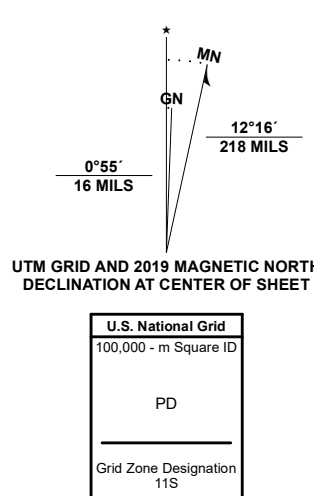 ★
MN
GN
12°16´
218 MILS
0°55´
16 MILS
UTM GRID AND 2019 MAGNETIC NORTH
DECLINATION AT CENTER OF SHEET
U.S. National Grid
100,000 - m Square ID
PD
Grid Zone Designation
11S